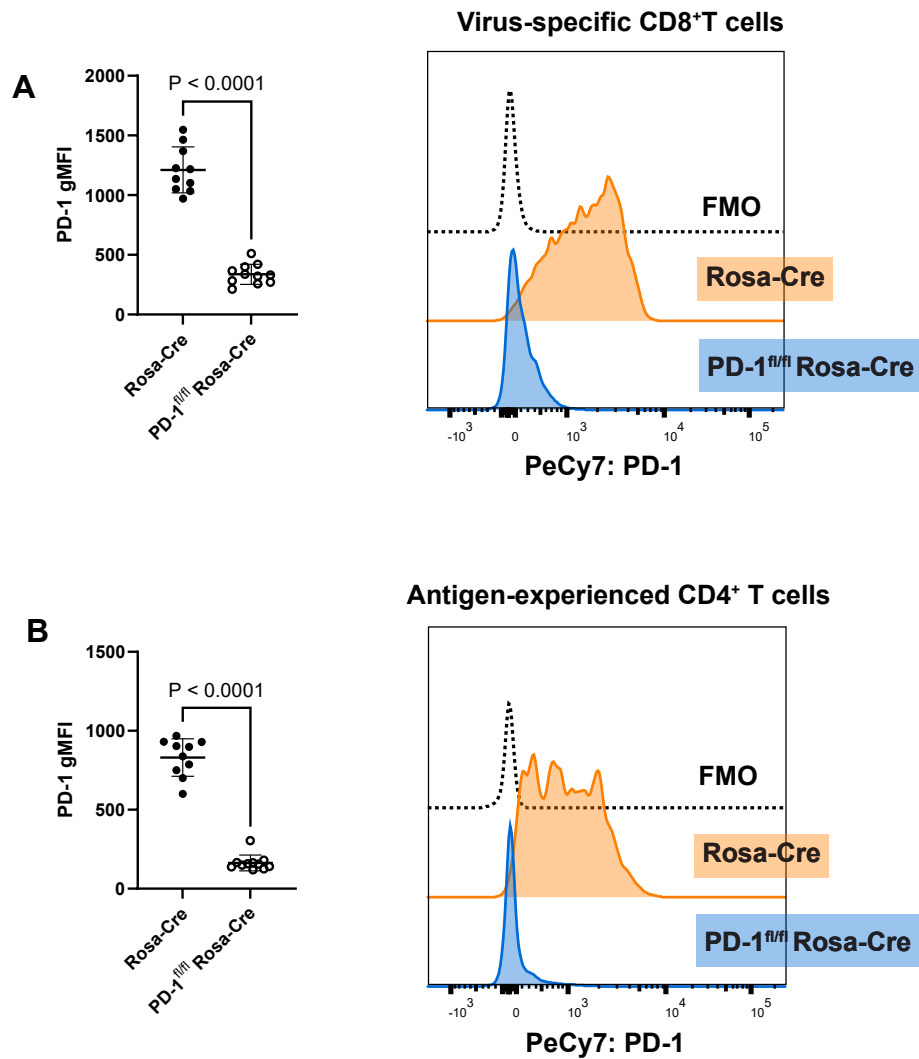 Virus-specific CD8⁺T cells
A
P < 0.0001
PD-1 gMFI
2000
1500
1000
500
0
Rosa-Cre
PD-1ᶠˡ/ᶠˡ Rosa-Cre
FMO
Rosa-Cre
PD-1ᶠˡ/ᶠˡ Rosa-Cre
-10³ 0 10³ 10⁴ 10⁵
PeCy7: PD-1
Antigen-experienced CD4⁺ T cells
B
P < 0.0001
PD-1 gMFI
1500
1000
500
0
Rosa-Cre
PD-1ᶠˡ/ᶠˡ Rosa-Cre
FMO
Rosa-Cre
PD-1ᶠˡ/ᶠˡ Rosa-Cre
-10³ 0 10³ 10⁴ 10⁵
PeCy7: PD-1